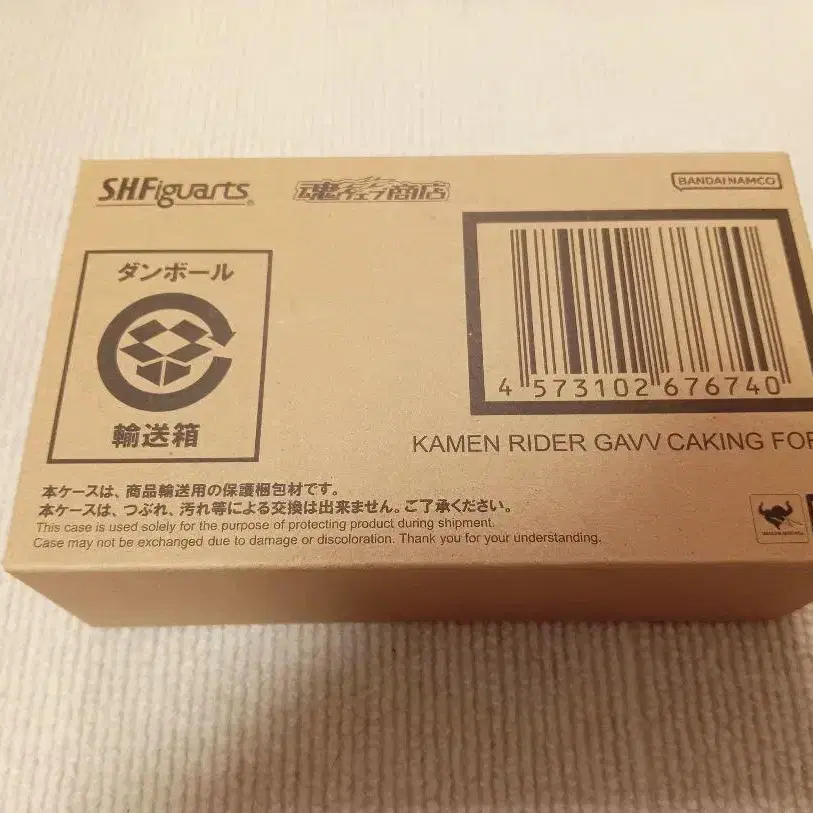 S.H.Figuarts
魂ウェブ商店
BANDAI NAMCO
ダンボール
輸送箱
4 573102 676740
KAMEN RIDER GAVV CAKING FOR
本ケースは、商品輸送用の保護梱包材です。
本ケースは、つぶれ、汚れ等による交換は出来ません。ご了承ください。
This case is used solely for the purpose of protecting product during shipment.
Case may not be exchanged due to damage or discoloration. Thank you for your understanding.